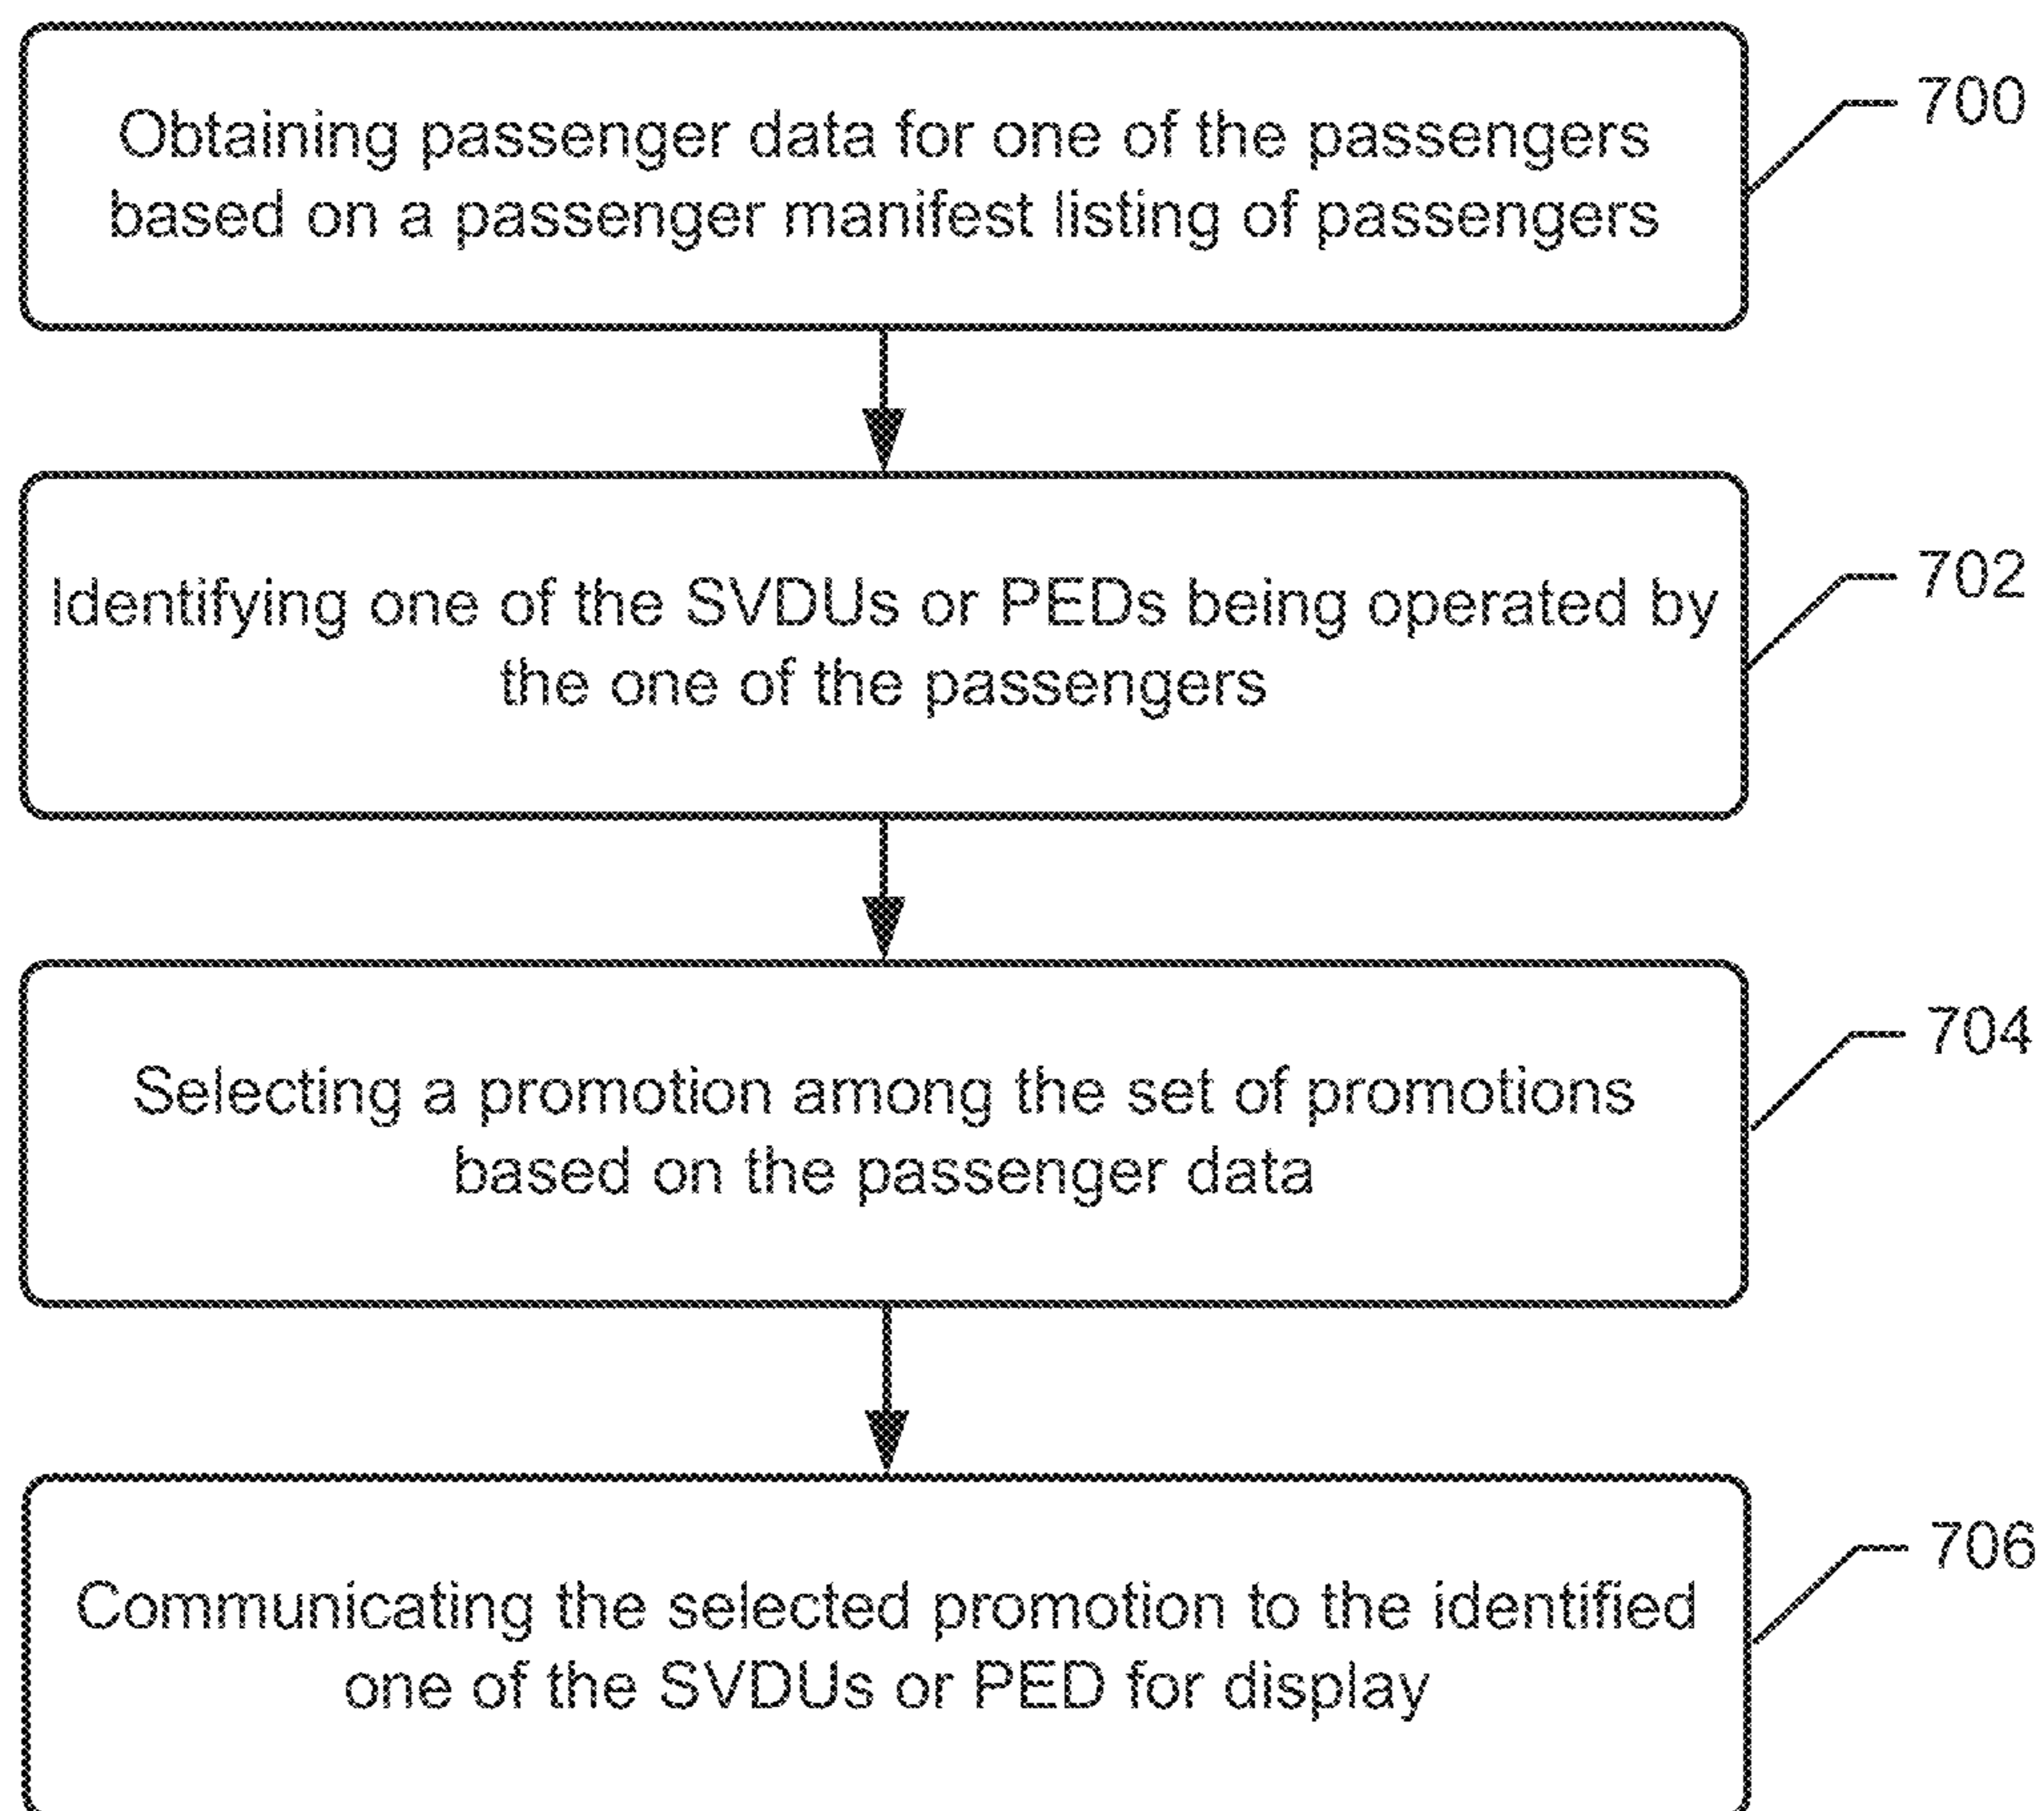 Obtaining passenger data for one of the passengers
based on a passenger manifest listing of passengers
700
Identifying one of the SVDUs or PEDs being operated by
the one of the passengers
702
Selecting a promotion among the set of promotions
based on the passenger data
704
Communicating the selected promotion to the identified
one of the SVDUs or PED for display
706